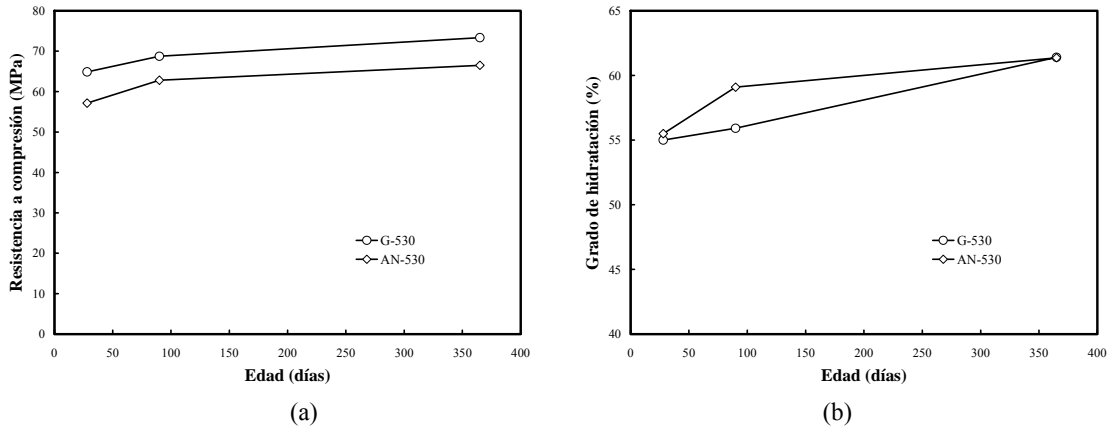 80
70
60
50
40
30
20
10
0
Resistencia a compresión (MPa)
G-530
AN-530
0 50 100 150 200 250 300 350 400
Edad (días)
(a)
65
60
55
50
45
40
Grado de hidratación (%)
G-530
AN-530
0 50 100 150 200 250 300 350 400
Edad (días)
(b)